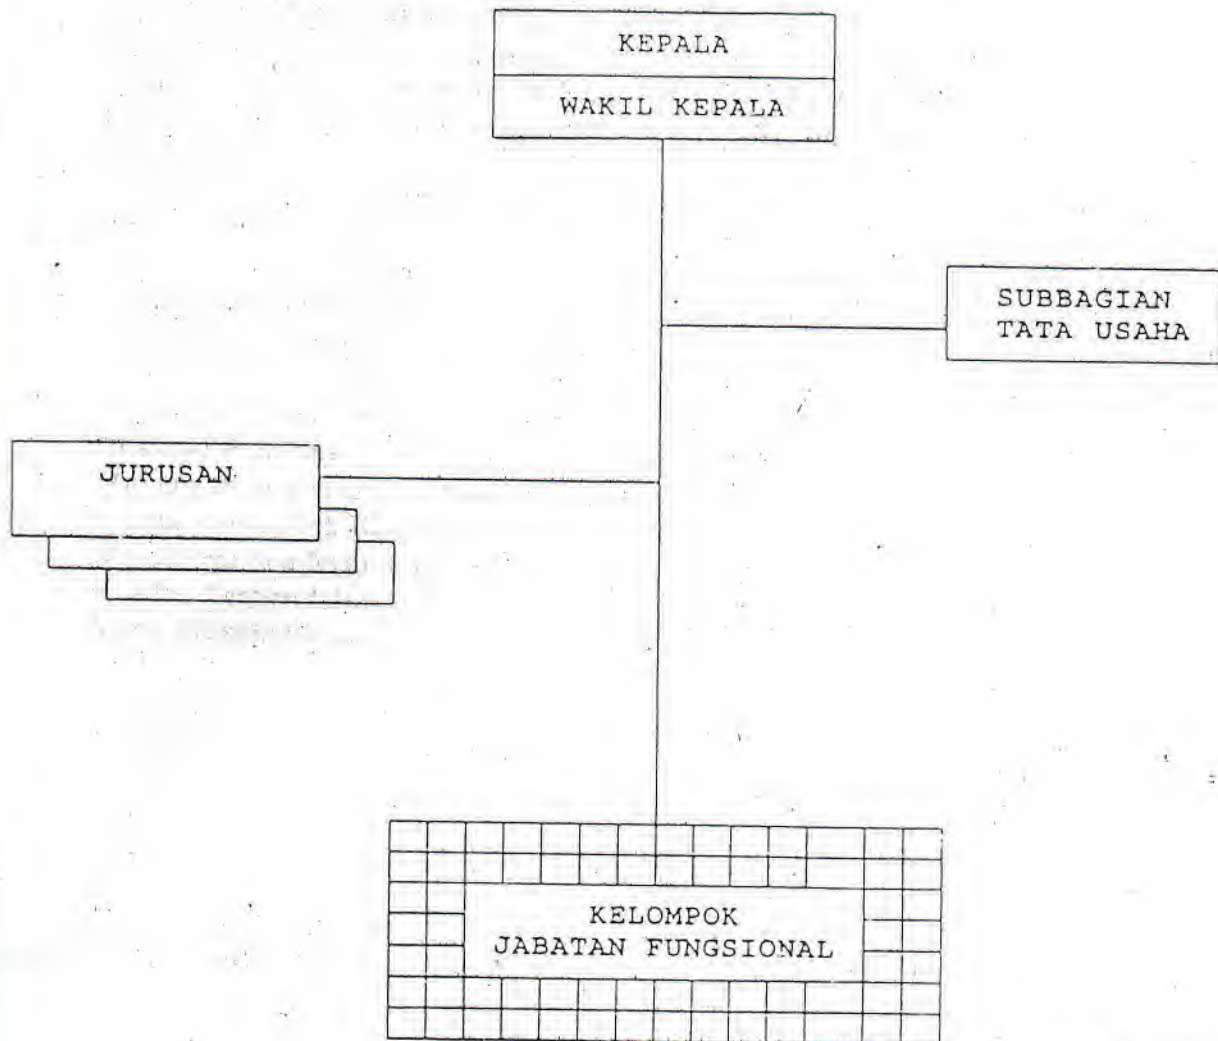 KEPALA
WAKIL KEPALA
SUBBAGIAN
TATA USAHA
JURUSAN
KELOMPOK
JABATAN FUNGSIONAL